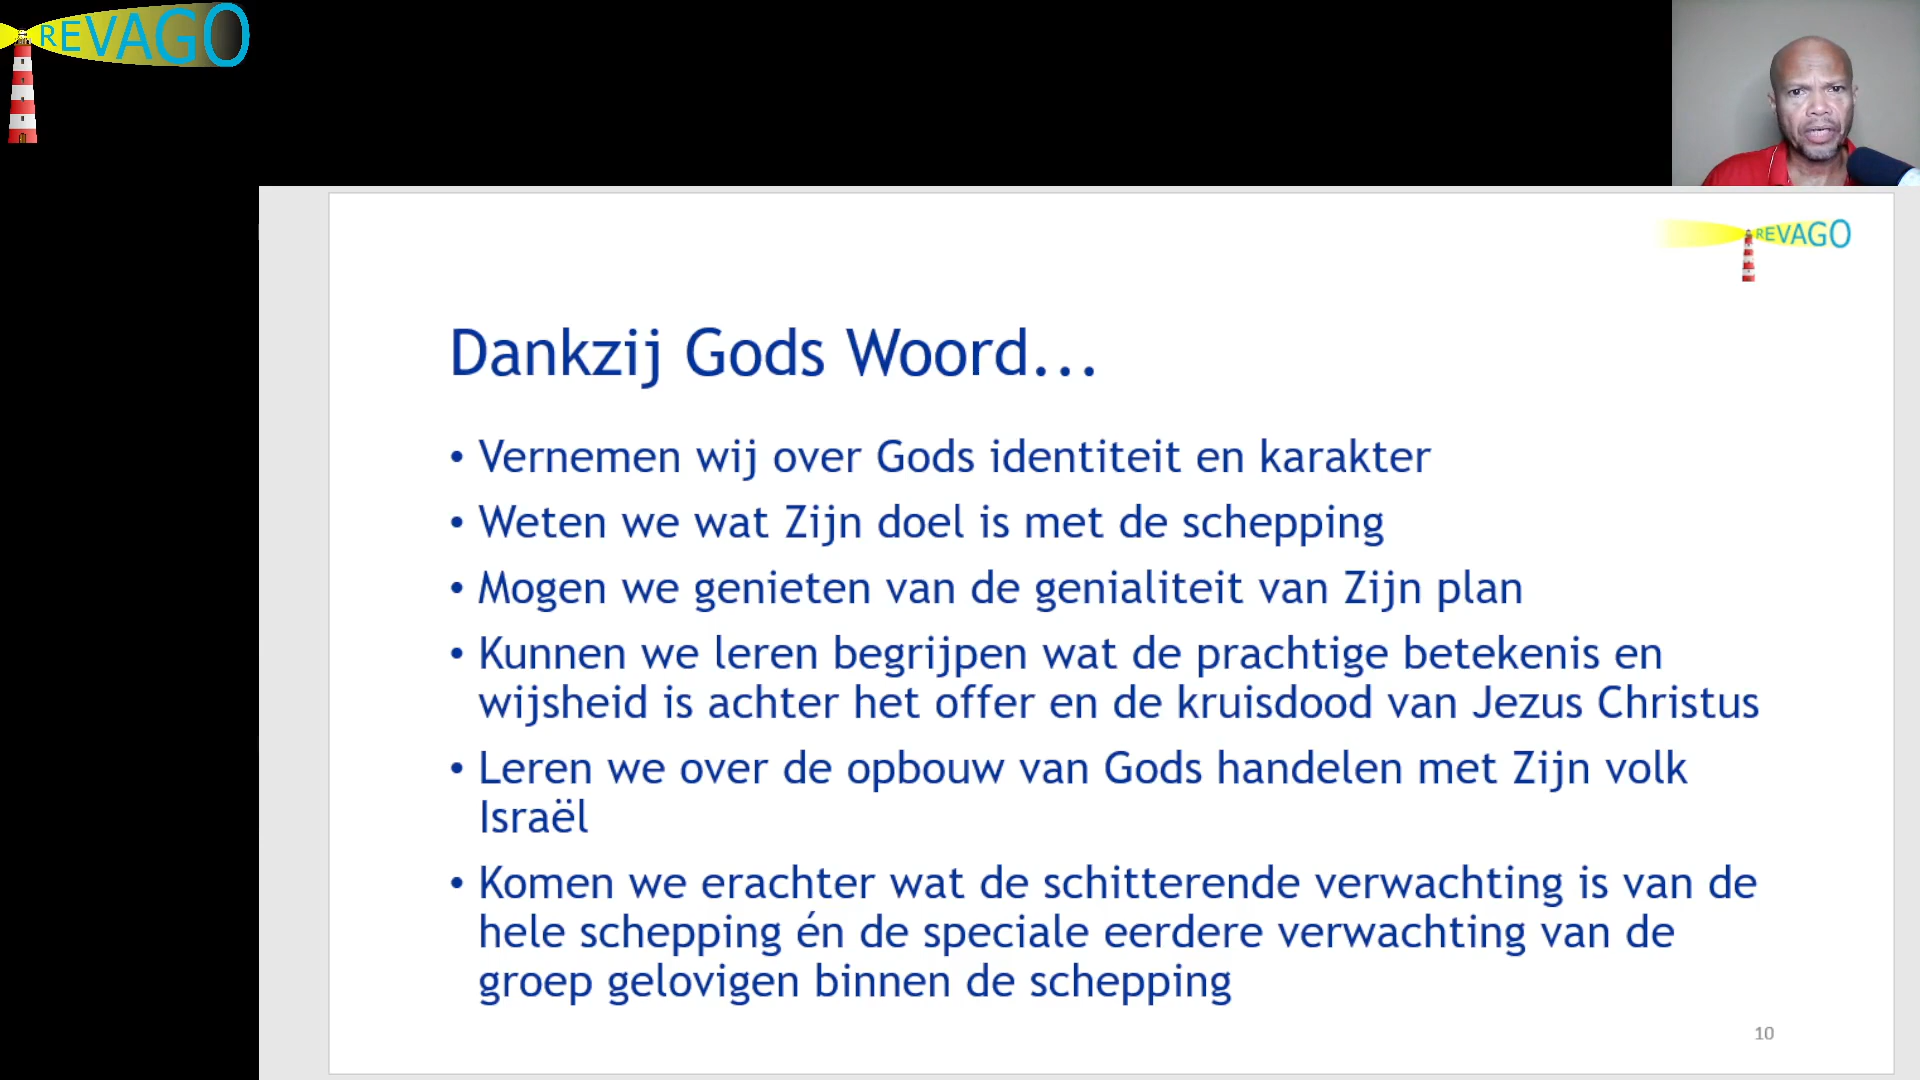 REVAGO
REVAGO
Dankzij Gods Woord...
• Vernemen wij over Gods identiteit en karakter
• Weten we wat Zijn doel is met de schepping
• Mogen we genieten van de genialiteit van Zijn plan
• Kunnen we leren begrijpen wat de prachtige betekenis en
wijsheid is achter het offer en de kruisdood van Jezus Christus
• Leren we over de opbouw van Gods handelen met Zijn volk
Israël
• Komen we erachter wat de schitterende verwachting is van de
hele schepping én de speciale eerdere verwachting van de
groep gelovigen binnen de schepping
10